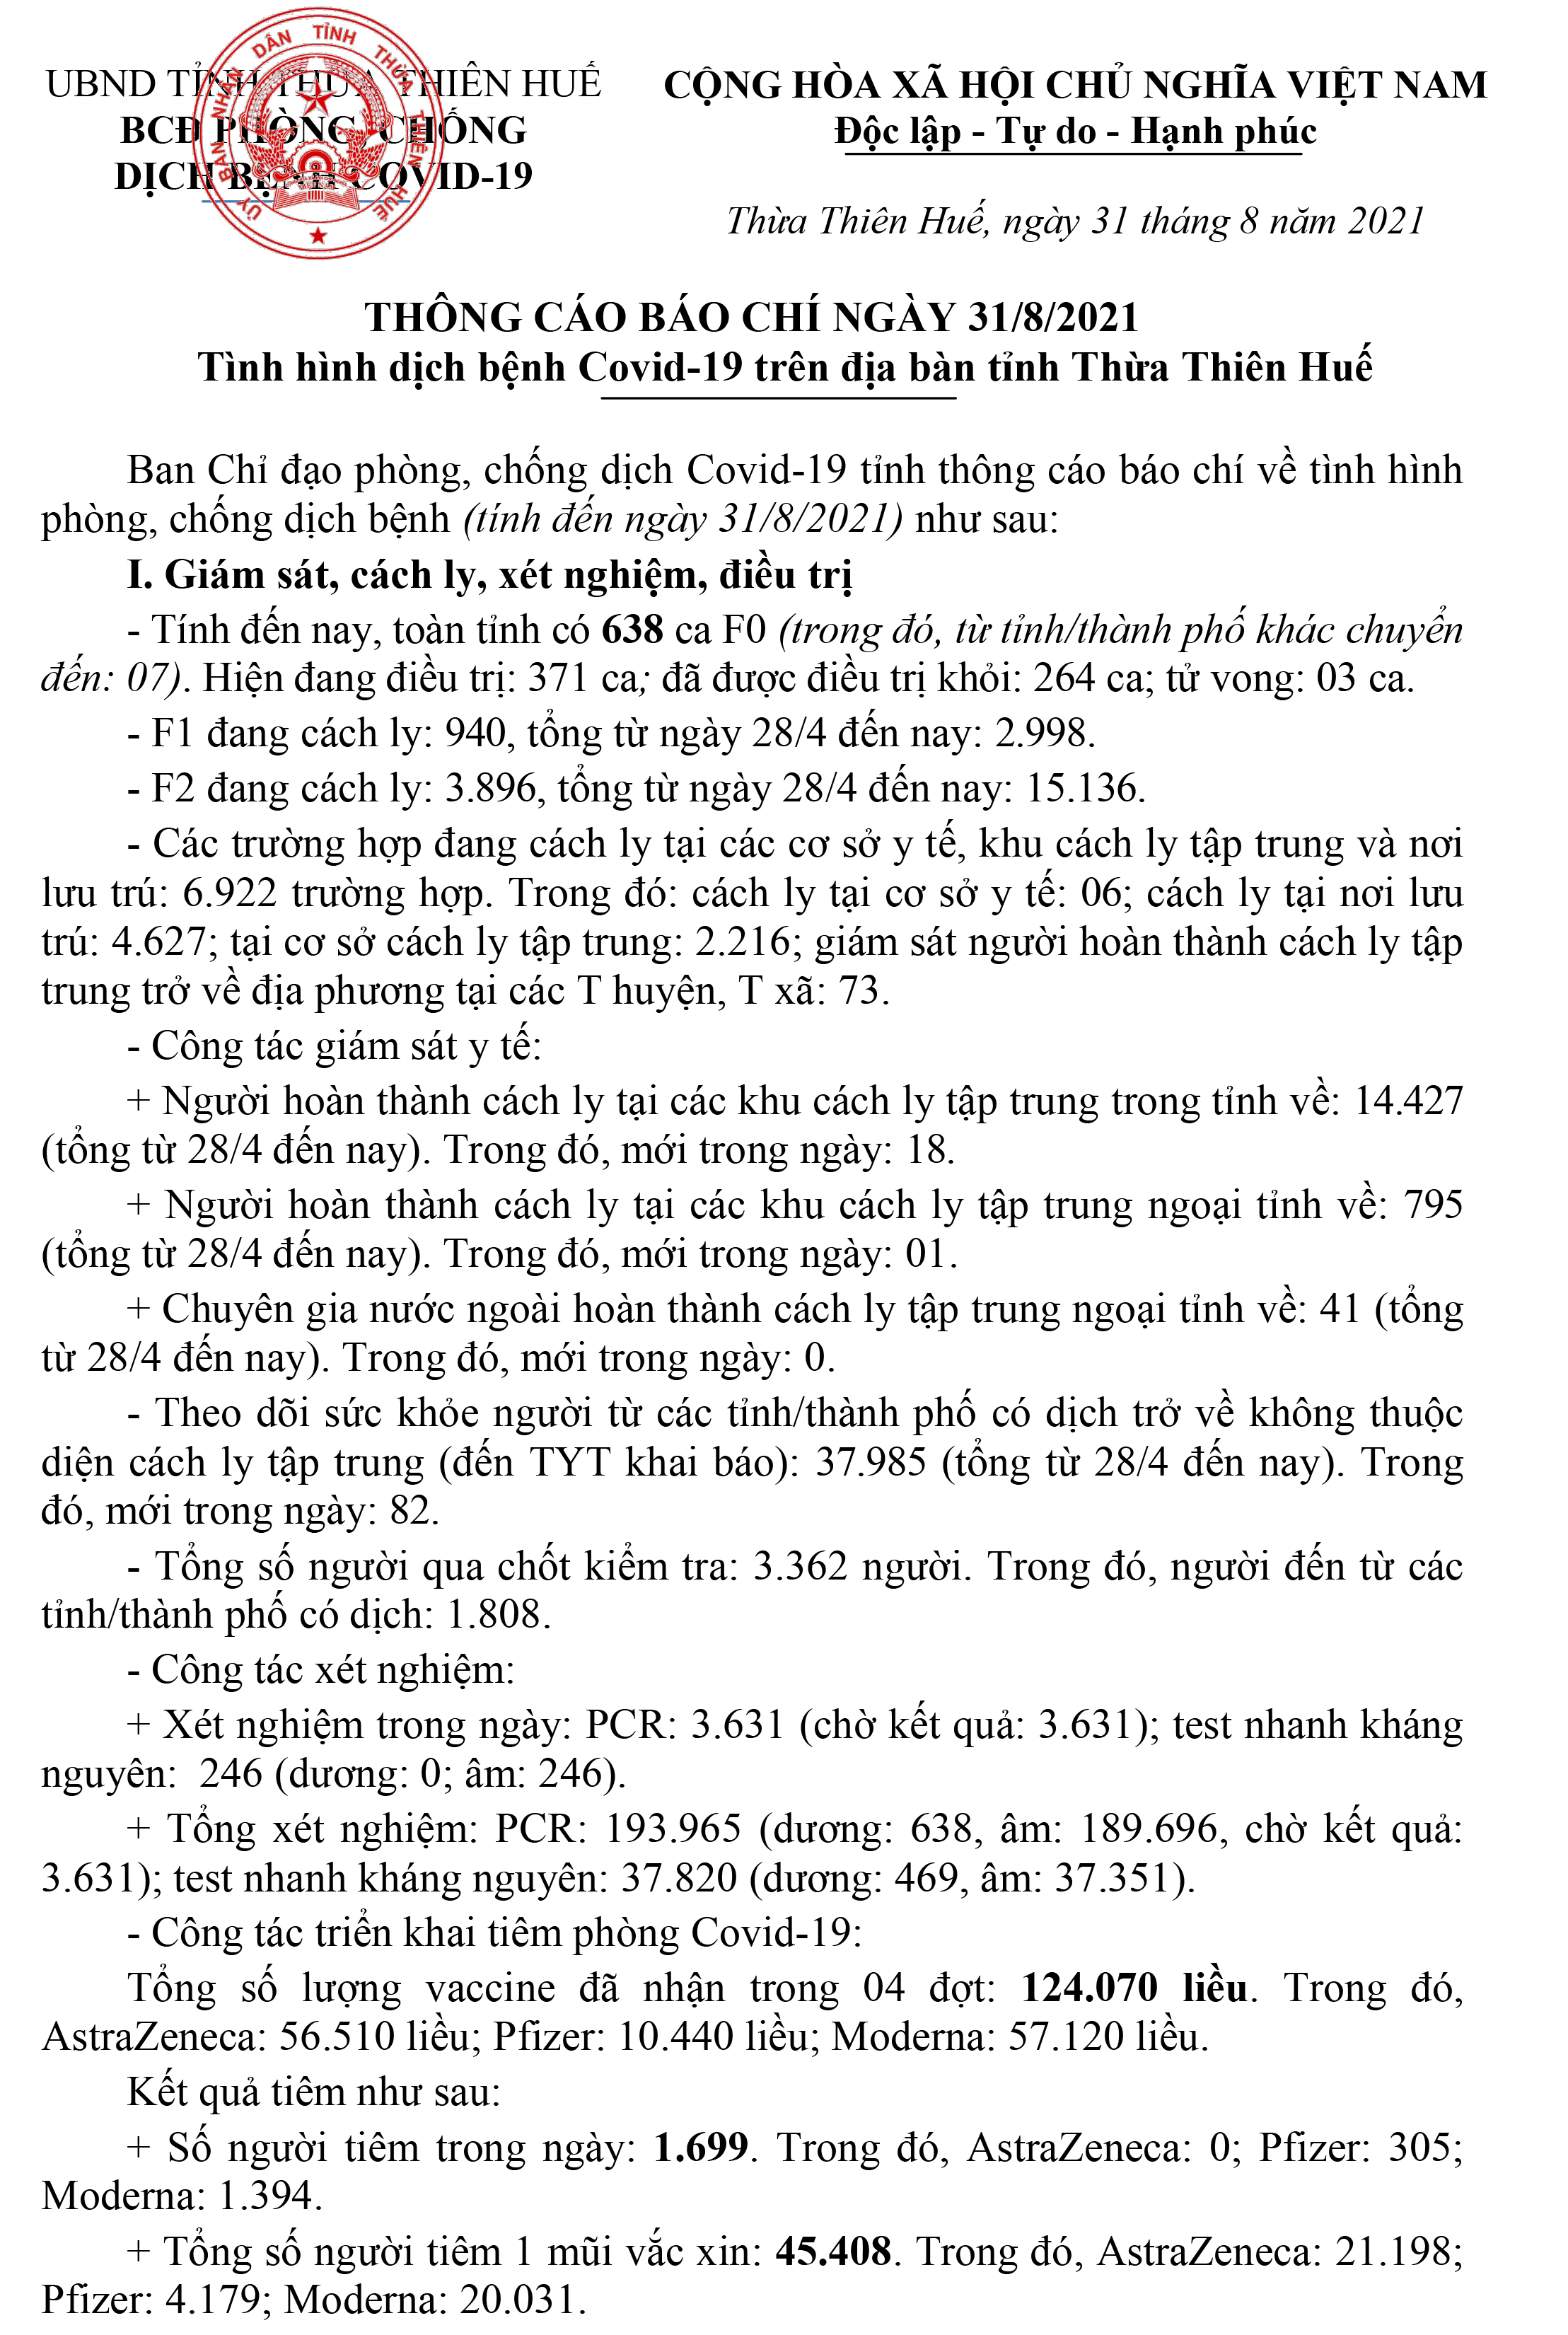 UBND TỈNH THỪA THIÊN HUẾ
BCĐ PHÒNG, CHỐNG
DỊCH BỆNH COVID-19
ỦY BAN NHÂN DÂN TỈNH THỪA THIÊN HUẾ
CỘNG HÒA XÃ HỘI CHỦ NGHĨA VIỆT NAM
Độc lập - Tự do - Hạnh phúc
Thừa Thiên Huế, ngày 31 tháng 8 năm 2021
THÔNG CÁO BÁO CHÍ NGÀY 31/8/2021
Tình hình dịch bệnh Covid-19 trên địa bàn tỉnh Thừa Thiên Huế
Ban Chỉ đạo phòng, chống dịch Covid-19 tỉnh thông cáo báo chí về tình hình
phòng, chống dịch bệnh (tính đến ngày 31/8/2021) như sau:
I. Giám sát, cách ly, xét nghiệm, điều trị
- Tính đến nay, toàn tỉnh có 638 ca F0 (trong đó, từ tỉnh/thành phố khác chuyển
đến: 07). Hiện đang điều trị: 371 ca; đã được điều trị khỏi: 264 ca; tử vong: 03 ca.
- F1 đang cách ly: 940, tổng từ ngày 28/4 đến nay: 2.998.
- F2 đang cách ly: 3.896, tổng từ ngày 28/4 đến nay: 15.136.
- Các trường hợp đang cách ly tại các cơ sở y tế, khu cách ly tập trung và nơi
lưu trú: 6.922 trường hợp. Trong đó: cách ly tại cơ sở y tế: 06; cách ly tại nơi lưu
trú: 4.627; tại cơ sở cách ly tập trung: 2.216; giám sát người hoàn thành cách ly tập
trung trở về địa phương tại các T huyện, T xã: 73.
- Công tác giám sát y tế:
+ Người hoàn thành cách ly tại các khu cách ly tập trung trong tỉnh về: 14.427
(tổng từ 28/4 đến nay). Trong đó, mới trong ngày: 18.
+ Người hoàn thành cách ly tại các khu cách ly tập trung ngoại tỉnh về: 795
(tổng từ 28/4 đến nay). Trong đó, mới trong ngày: 01.
+ Chuyên gia nước ngoài hoàn thành cách ly tập trung ngoại tỉnh về: 41 (tổng
từ 28/4 đến nay). Trong đó, mới trong ngày: 0.
- Theo dõi sức khỏe người từ các tỉnh/thành phố có dịch trở về không thuộc
diện cách ly tập trung (đến TYT khai báo): 37.985 (tổng từ 28/4 đến nay). Trong
đó, mới trong ngày: 82.
- Tổng số người qua chốt kiểm tra: 3.362 người. Trong đó, người đến từ các
tỉnh/thành phố có dịch: 1.808.
- Công tác xét nghiệm:
+ Xét nghiệm trong ngày: PCR: 3.631 (chờ kết quả: 3.631); test nhanh kháng
nguyên:  246 (dương: 0; âm: 246).
+ Tổng xét nghiệm: PCR: 193.965 (dương: 638, âm: 189.696, chờ kết quả:
3.631); test nhanh kháng nguyên: 37.820 (dương: 469, âm: 37.351).
- Công tác triển khai tiêm phòng Covid-19:
Tổng số lượng vaccine đã nhận trong 04 đợt: 124.070 liều. Trong đó,
AstraZeneca: 56.510 liều; Pfizer: 10.440 liều; Moderna: 57.120 liều.
Kết quả tiêm như sau:
+ Số người tiêm trong ngày: 1.699. Trong đó, AstraZeneca: 0; Pfizer: 305;
Moderna: 1.394.
+ Tổng số người tiêm 1 mũi vắc xin: 45.408. Trong đó, AstraZeneca: 21.198;
Pfizer: 4.179; Moderna: 20.031.